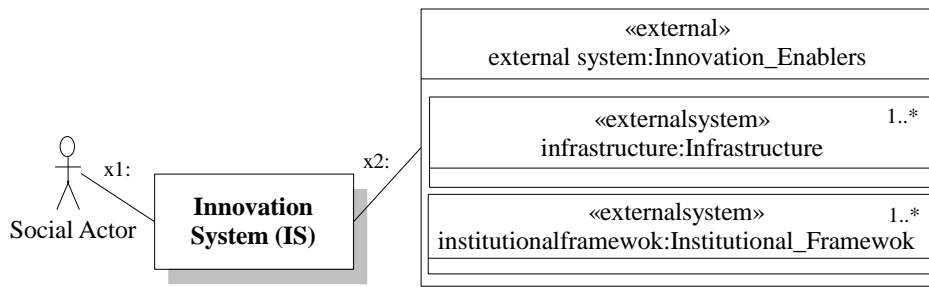 «external»
external system:Innovation_Enablers
«externalsystem»
1..*
infrastructure:Infrastructure
x1:
x2:
Innovation
System (IS)
Social Actor
«externalsystem»
1..*
institutionalframewok:Institutional_Framewok